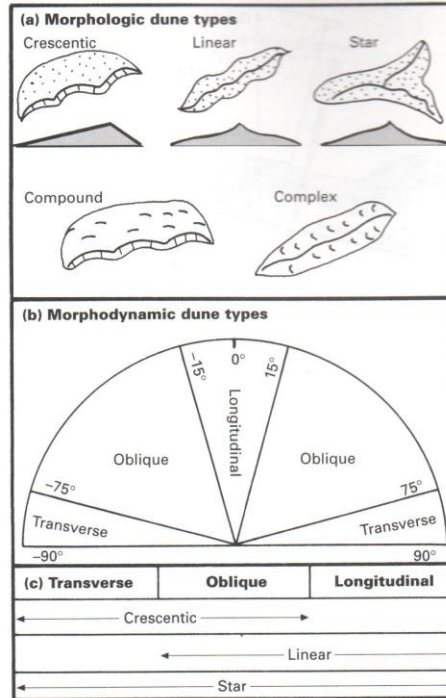 (a) Morphologic dune types
Crescentic
Linear
Star
Compound
Complex
(b) Morphodynamic dune types
-15°
0°
15°
Longitudinal
Oblique
Oblique
-75°
75°
Transverse
Transverse
-90°
90°
(c) Transverse
Oblique
Longitudinal
Crescentic
Linear
Star